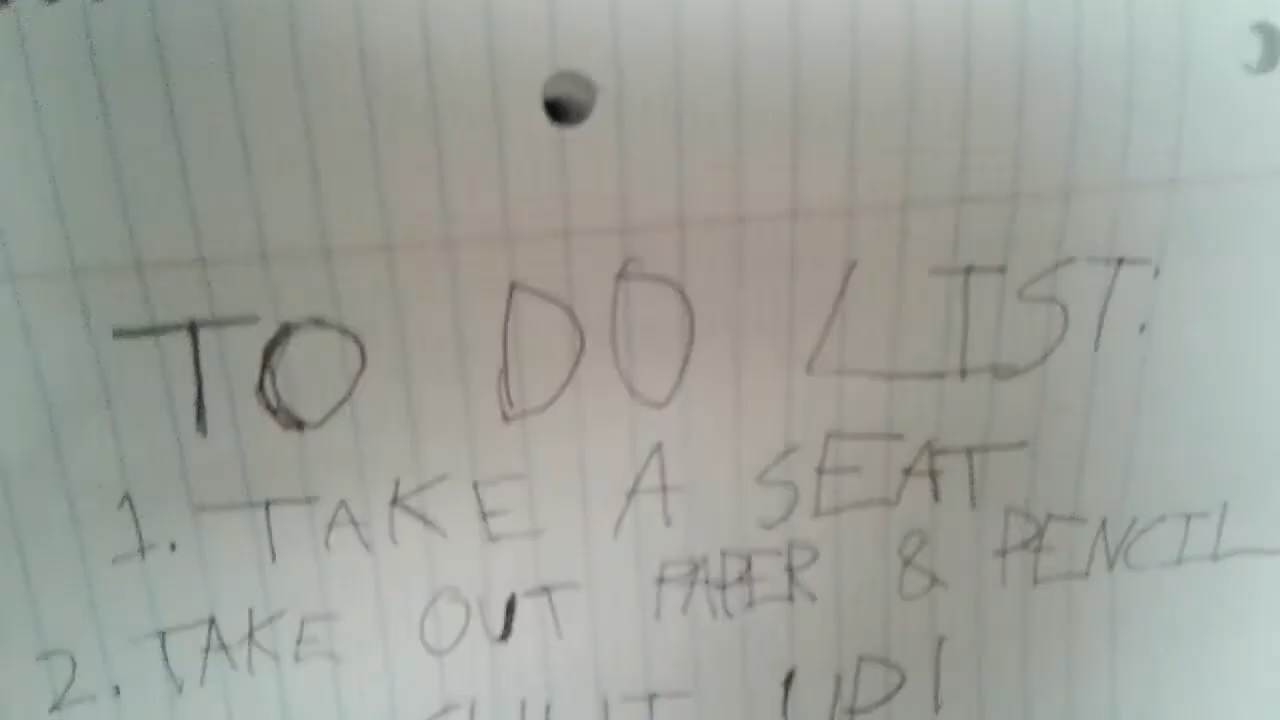 TO DO LIST:
1. TAKE A SEAT
2. TAKE OUT PAPER & PENCIL
UP!